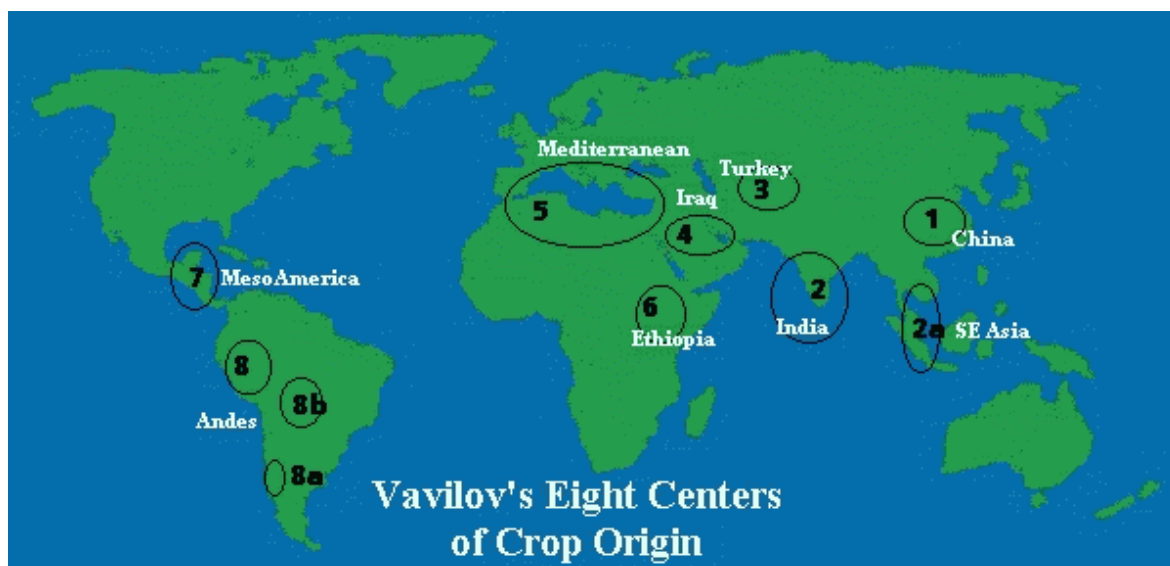 Mediterranean
Turkey
3
Iraq
5
4
1
China
7 MesoAmerica
6
Ethiopia
2
India
2a SE Asia
8
8b
Andes
8a
Vavilov's Eight Centers
of Crop Origin